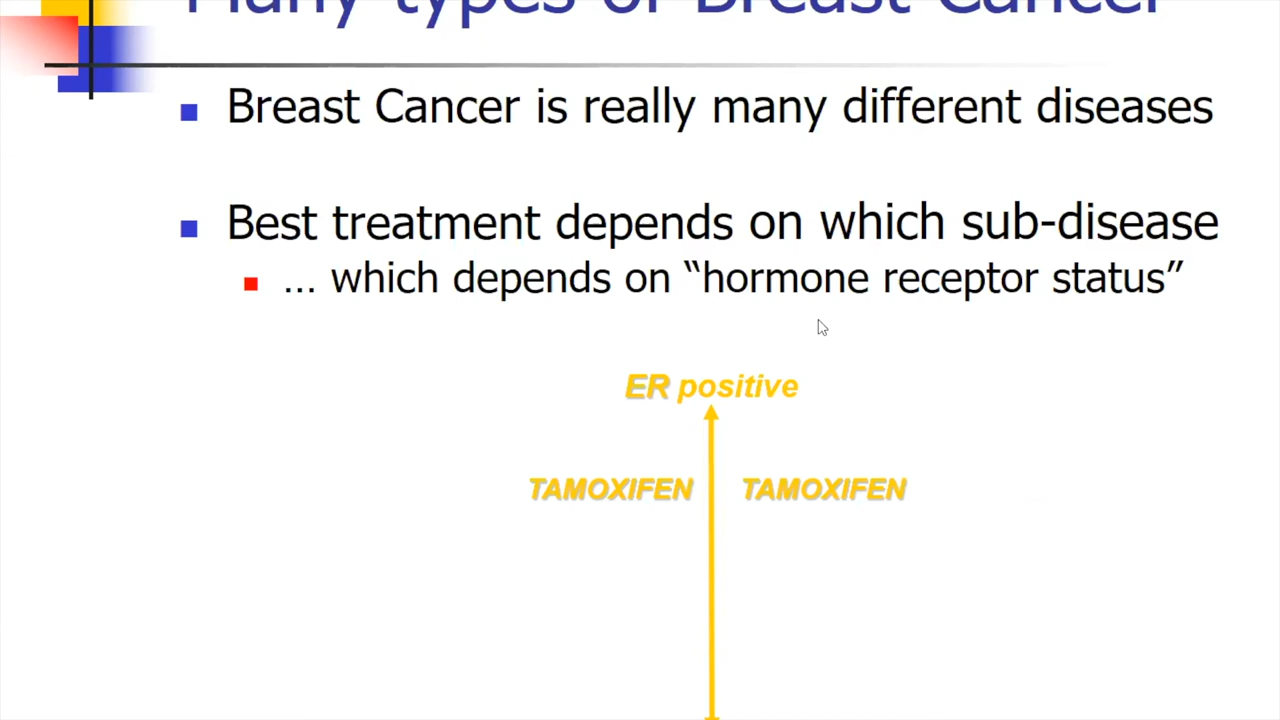 Many types of Breast Cancer
Breast Cancer is really many different diseases
Best treatment depends on which sub-disease
… which depends on “hormone receptor status”
ER positive
TAMOXIFEN TAMOXIFEN